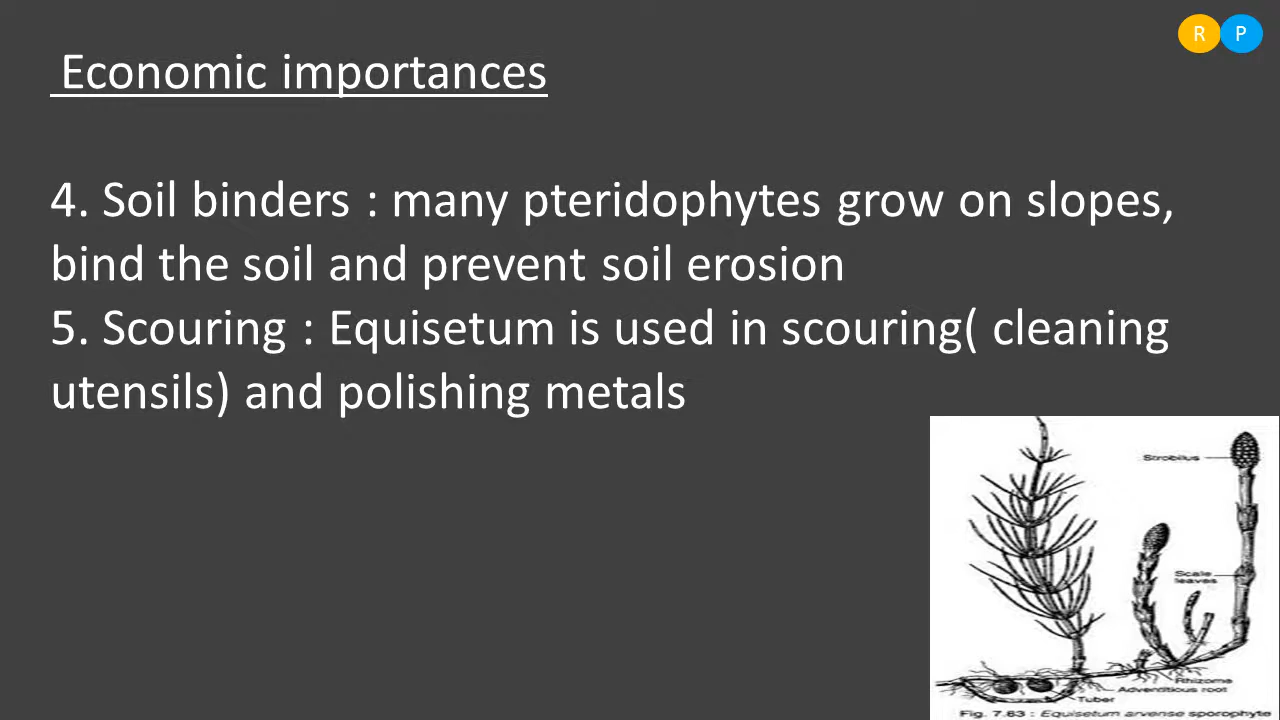 R P
Economic importances
4. Soil binders : many pteridophytes grow on slopes,
bind the soil and prevent soil erosion
5. Scouring : Equisetum is used in scouring( cleaning
utensils) and polishing metals
Strobilus
Scale
leaves
Rhizome
Adventitious root
Tuber
Fig. 7.63 : Equisetum arvense sporophyte